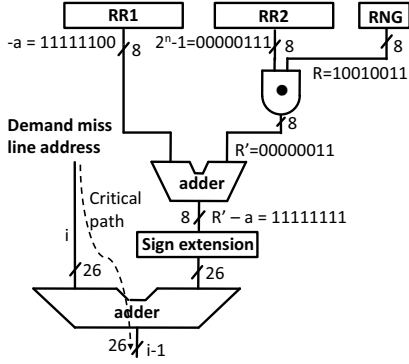 RR1 RR2 RNG
-a = 11111100 8 2ⁿ-1=00000111 8 8
R=10010011
8
Demand miss
line address
R'=00000011
adder
Critical
path
8 R' – a = 11111111
i
Sign extension
26 26
adder
26 i-1